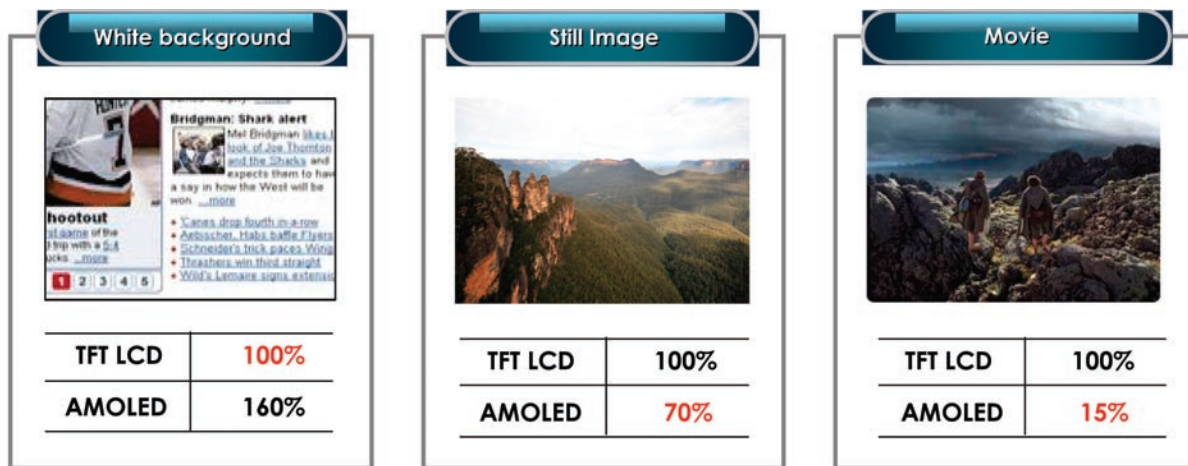 White background
Still Image
Movie
Bridgman: Shark alert
Mel Bridgman likes
look of Joe Thornton
and the Sharks and
expects them to have
a say in how the West will be
won. ...more
hootout
st game of the
trip with a 5-4
ucks. ...more
'Canes drop fourth in-a-row
Aebischer, Habs baffle Flyers
Schneider's trick paces Wings
Thrashers win third straight
Wild's Lemaire signs extensio
1 2 3 4 5
TFT LCD 100%
AMOLED 160%
TFT LCD 100%
AMOLED 70%
TFT LCD 100%
AMOLED 15%